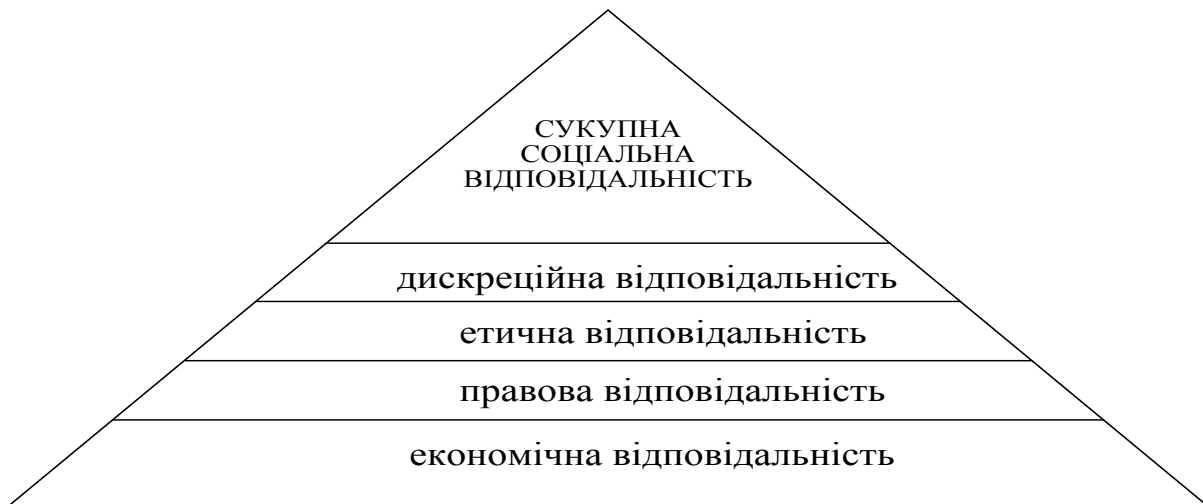 СУКУПНА
СОЦІАЛЬНА
ВІДПОВІДАЛЬНІСТЬ
дискреційна відповідальність
етична відповідальність
правова відповідальність
економічна відповідальність